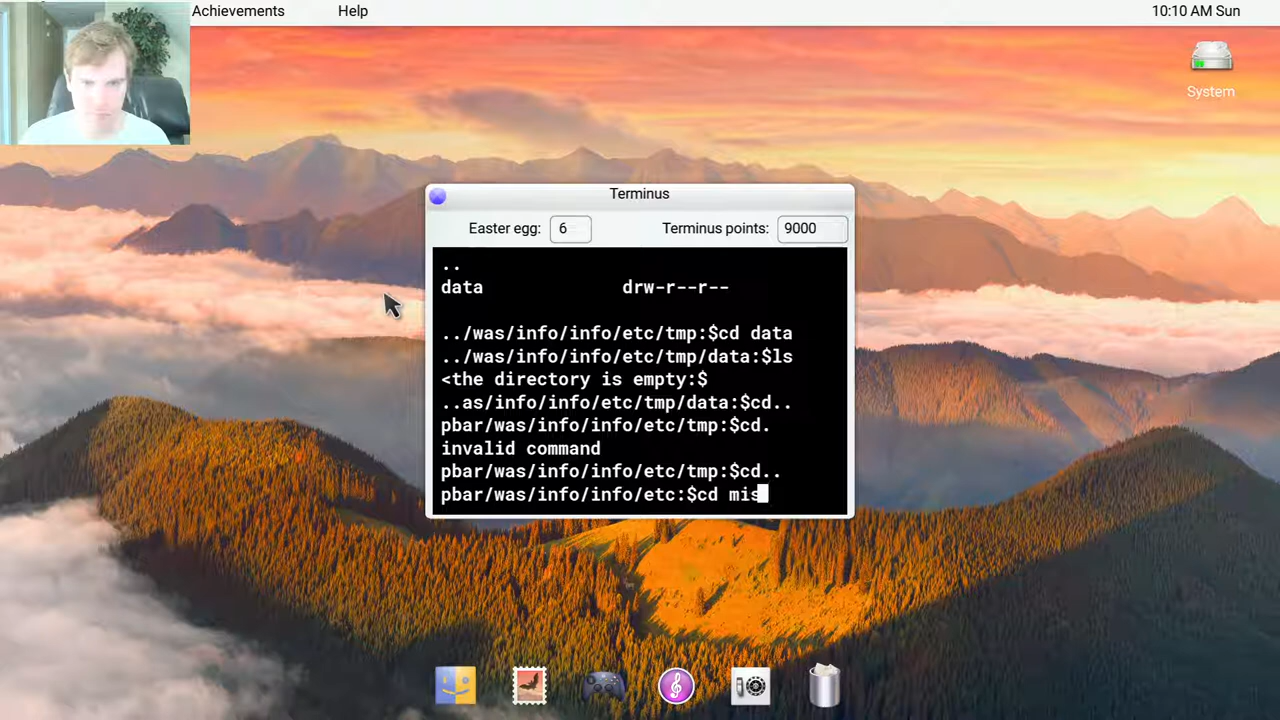 Achievements Help 10:10 AM Sun
System
Terminus
Easter egg: 6 Terminus points: 9000
..
data drw-r--r--
../was/info/info/etc/tmp:$cd data
../was/info/info/etc/tmp/data:$ls
<the directory is empty:$
..as/info/info/etc/tmp/data:$cd..
pbar/was/info/info/etc/tmp:$cd.
invalid command
pbar/was/info/info/etc/tmp:$cd..
pbar/was/info/info/etc:$cd mis